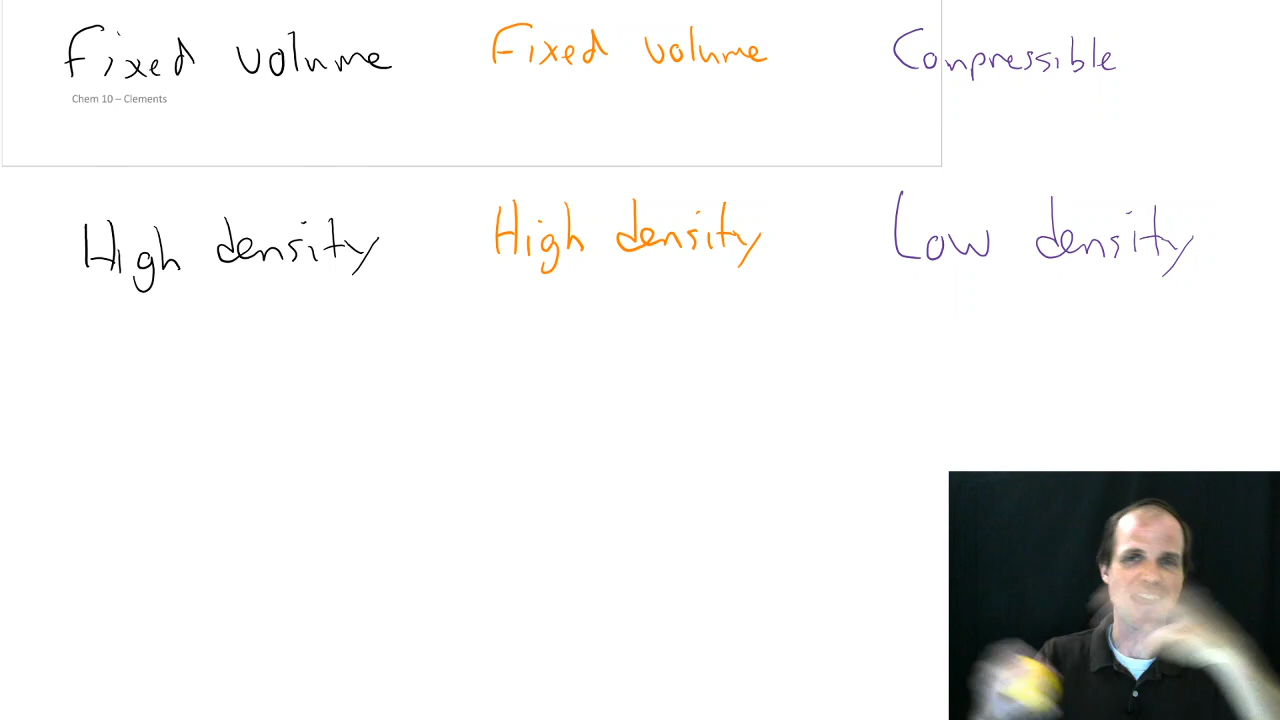 Fixed volume Fixed volume Compressible
Chem 10 – Clements
High density High density Low density